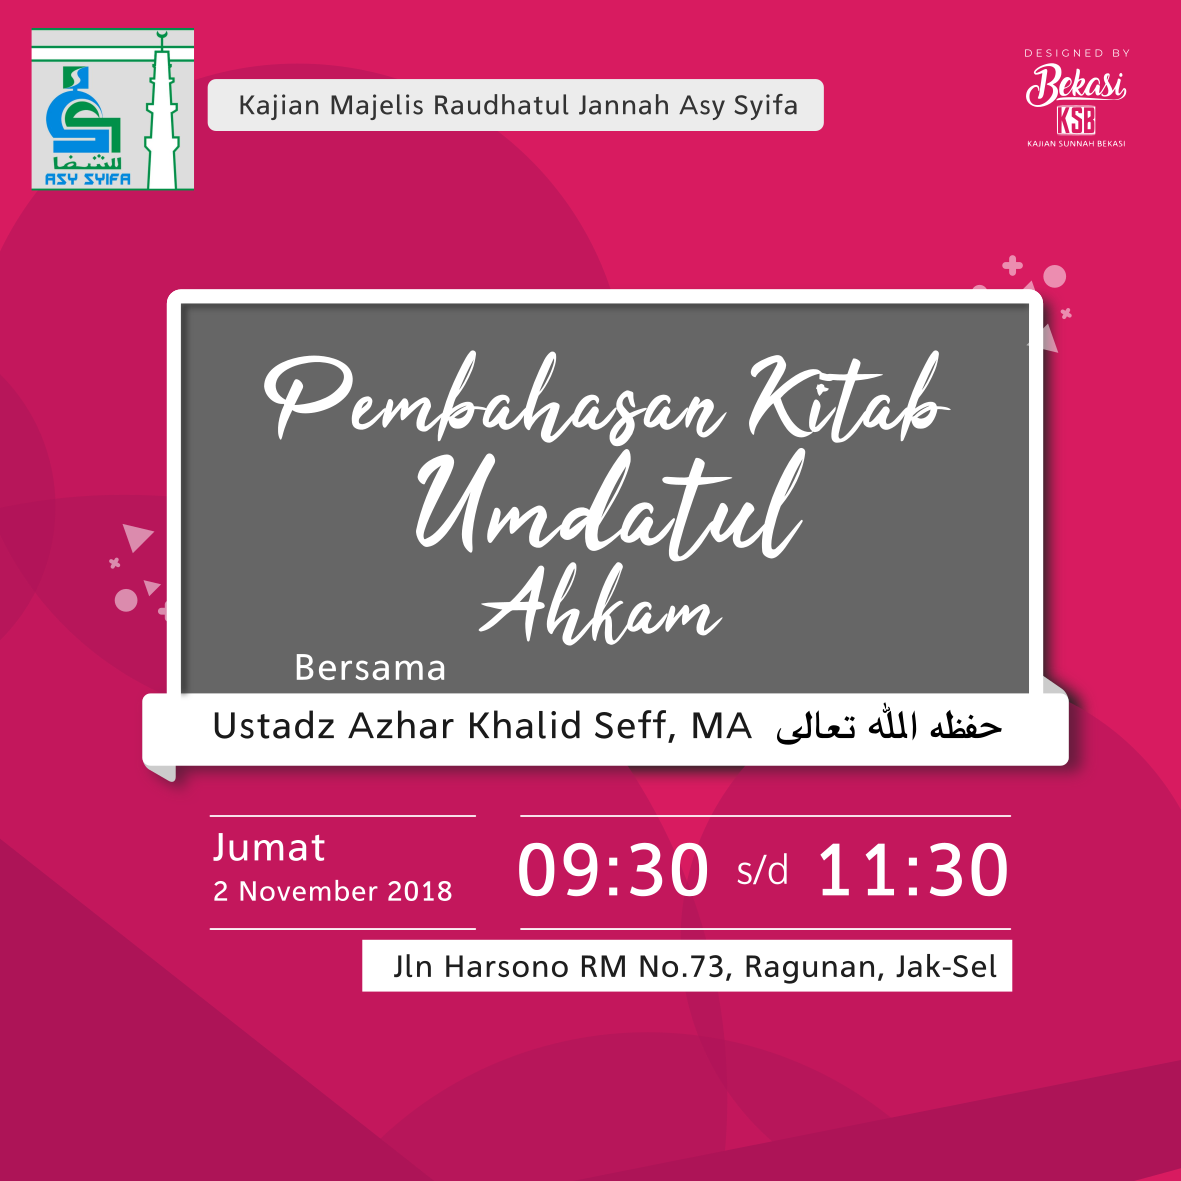 للشفا
ASY SYIFA
Kajian Majelis Raudhatul Jannah Asy Syifa
DESIGNED BY
Bekasi
KSB
KAJIAN SUNNAH BEKASI
Pembahasan Kitab
Umdatul
Ahkam
Bersama
Ustadz Azhar Khalid Seff, MA حفظه الله تعالى
Jumat
2 November 2018
09:30 s/d 11:30
Jln Harsono RM No.73, Ragunan, Jak-Sel